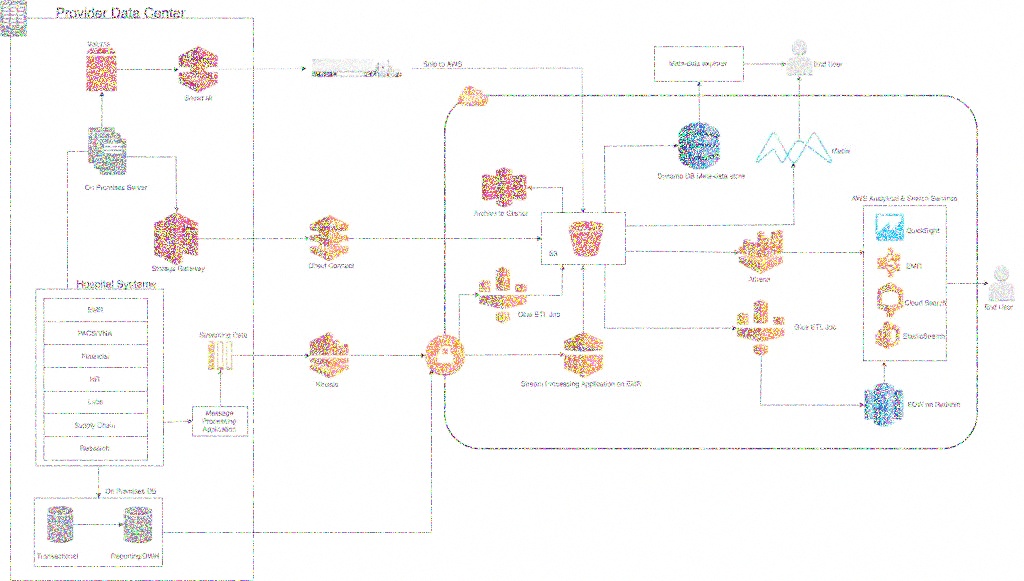 Provider Data Center
Volume
Ship to AWS
Meta-data explorer
End User
On Premises Server
Dynamo DB Meta-data store
Archive to Glacier
AWS Analytical & Search Services
QuickSight
Storage Gateway
Direct Connect
S3
Athena
EMR
Hospital Systems
Cloud Search
End User
EMR
PACS/VNA
Streaming Data
Glue ETL Job
Glue ETL Job
ElasticSearch
Financial
HR
Kinesis
Stream Processing Application on EMR
EDW on Redshift
Message
Processing
Application
Supply Chain
Research
On Premises DB
Transactional
Reporting/DWH